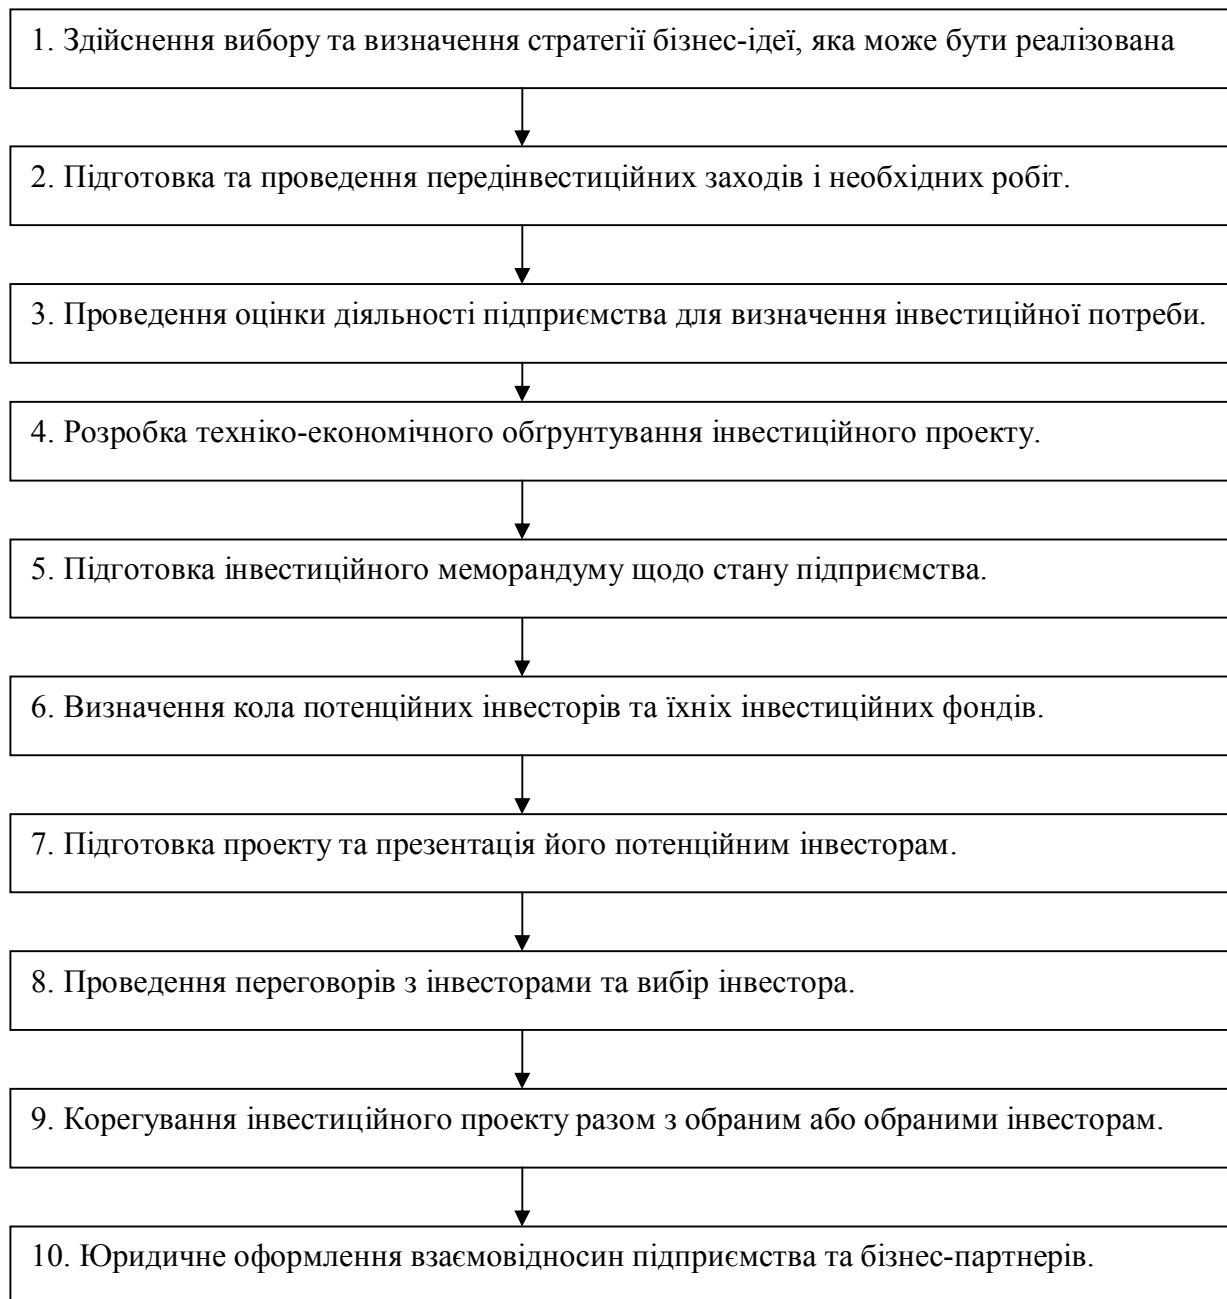 1. Здійснення вибору та визначення стратегії бізнес-ідеї, яка може бути реалізована
2. Підготовка та проведення передінвестиційних заходів і необхідних робіт.
3. Проведення оцінки діяльності підприємства для визначення інвестиційної потреби.
4. Розробка техніко-економічного обґрунтування інвестиційного проекту.
5. Підготовка інвестиційного меморандуму щодо стану підприємства.
6. Визначення кола потенційних інвесторів та їхніх інвестиційних фондів.
7. Підготовка проекту та презентація його потенційним інвесторам.
8. Проведення переговорів з інвесторами та вибір інвестора.
9. Корегування інвестиційного проекту разом з обраним або обраними інвесторам.
10. Юридичне оформлення взаємовідносин підприємства та бізнес-партнерів.